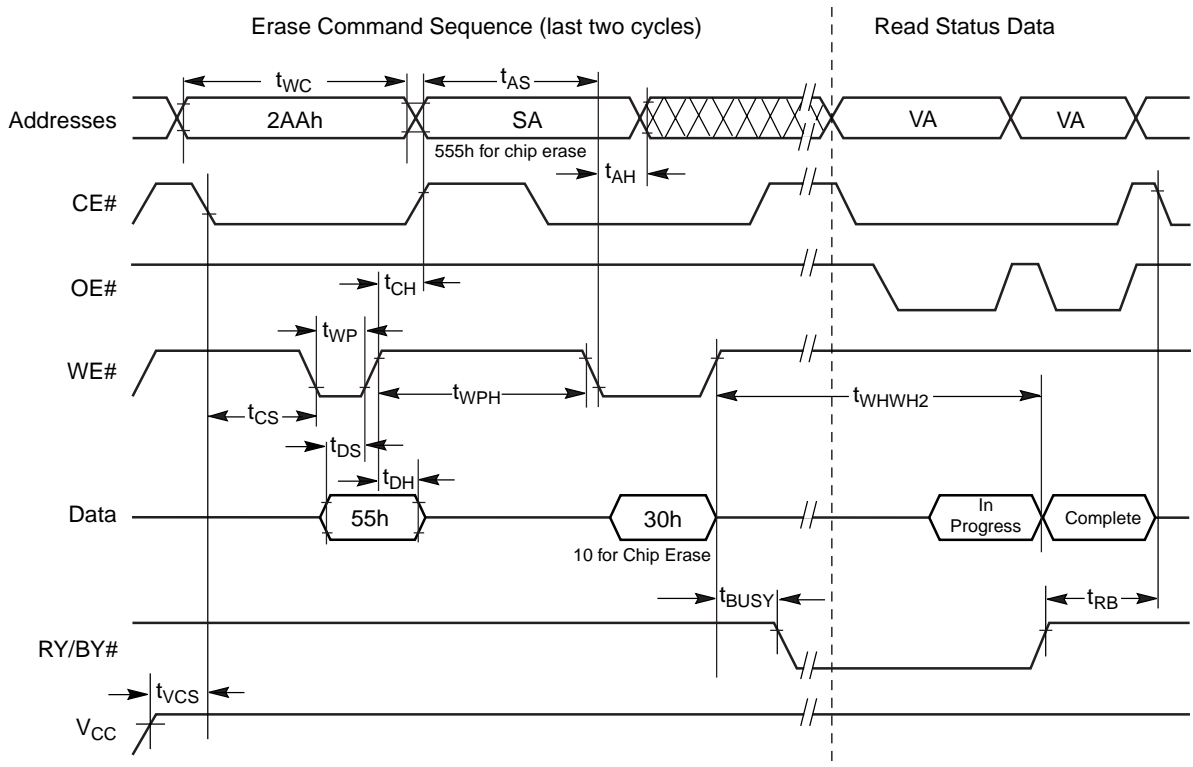 Erase Command Sequence (last two cycles)
Read Status Data
tWC
tAS
Addresses
2AAh
SA
VA
VA
555h for chip erase
tAH
CE#
OE#
tCH
tWP
WE#
tWPH
tWHWH2
tCS
tDS
tDH
Data
55h
30h
In Progress
Complete
10 for Chip Erase
tBUSY
tRB
RY/BY#
tVCS
VCC